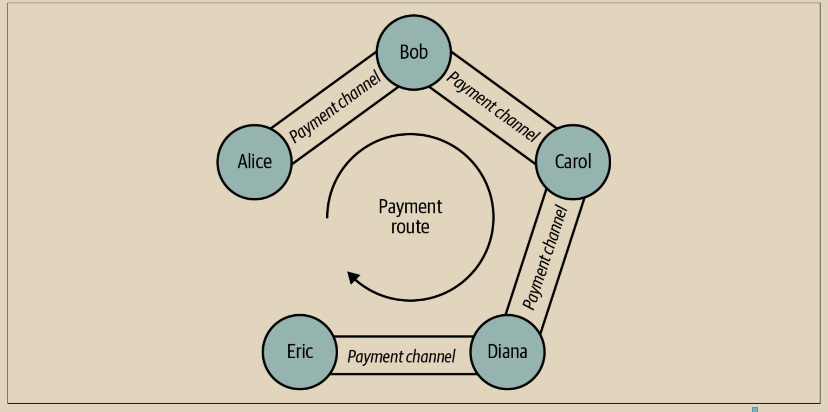 Bob
Payment channel
Payment channel
Alice
Carol
Payment
route
Payment channel
Eric
Payment channel
Diana